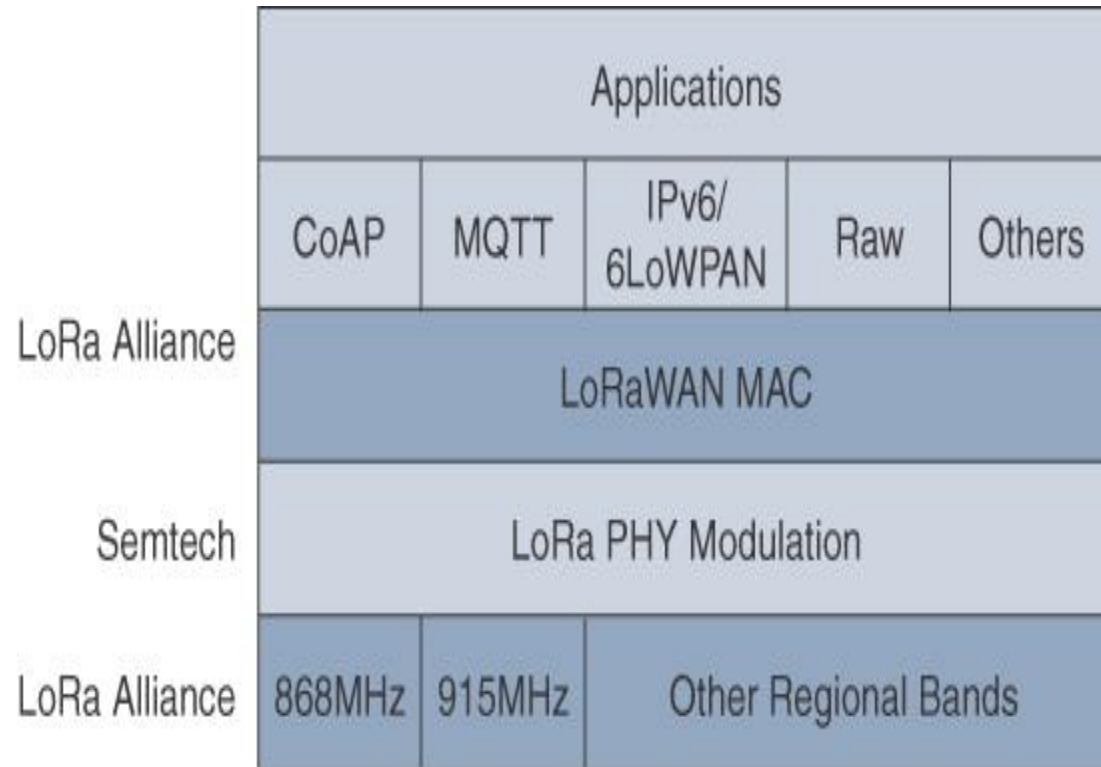 Applications
CoAP
MQTT
IPv6/
6LoWPAN
Raw
Others
LoRa Alliance
LoRaWAN MAC
Semtech
LoRa PHY Modulation
LoRa Alliance
868MHz
915MHz
Other Regional Bands